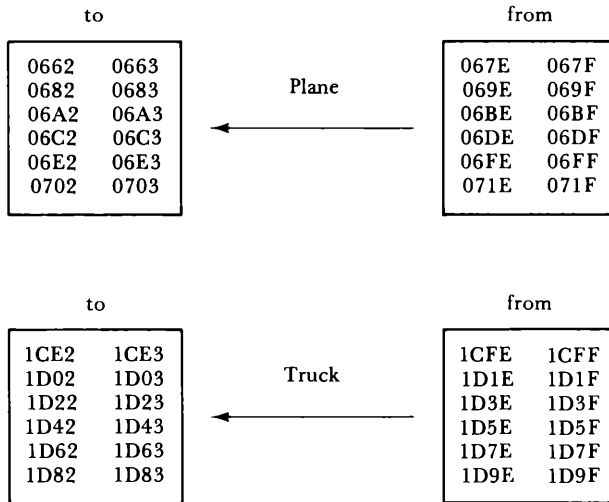 to from
0662 0663 067E 067F
0682 0683 Plane 069E 069F
06A2 06A3 06BE 06BF
06C2 06C3 06DE 06DF
06E2 06E3 06FE 06FF
0702 0703 071E 071F
to from
1CE2 1CE3 1CFE 1CFF
1D02 1D03 Truck 1D1E 1D1F
1D22 1D23 1D3E 1D3F
1D42 1D43 1D5E 1D5F
1D62 1D63 1D7E 1D7F
1D82 1D83 1D9E 1D9F